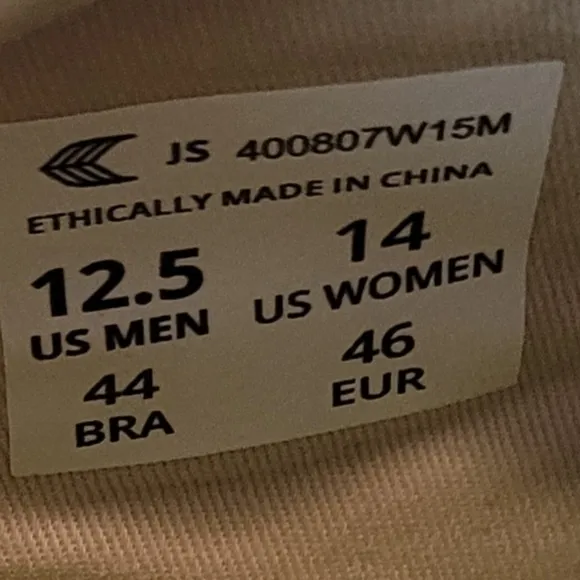 JS 400807W15M
ETHICALLY MADE IN CHINA
12.5 14
US MEN US WOMEN
44 46
BRA EUR